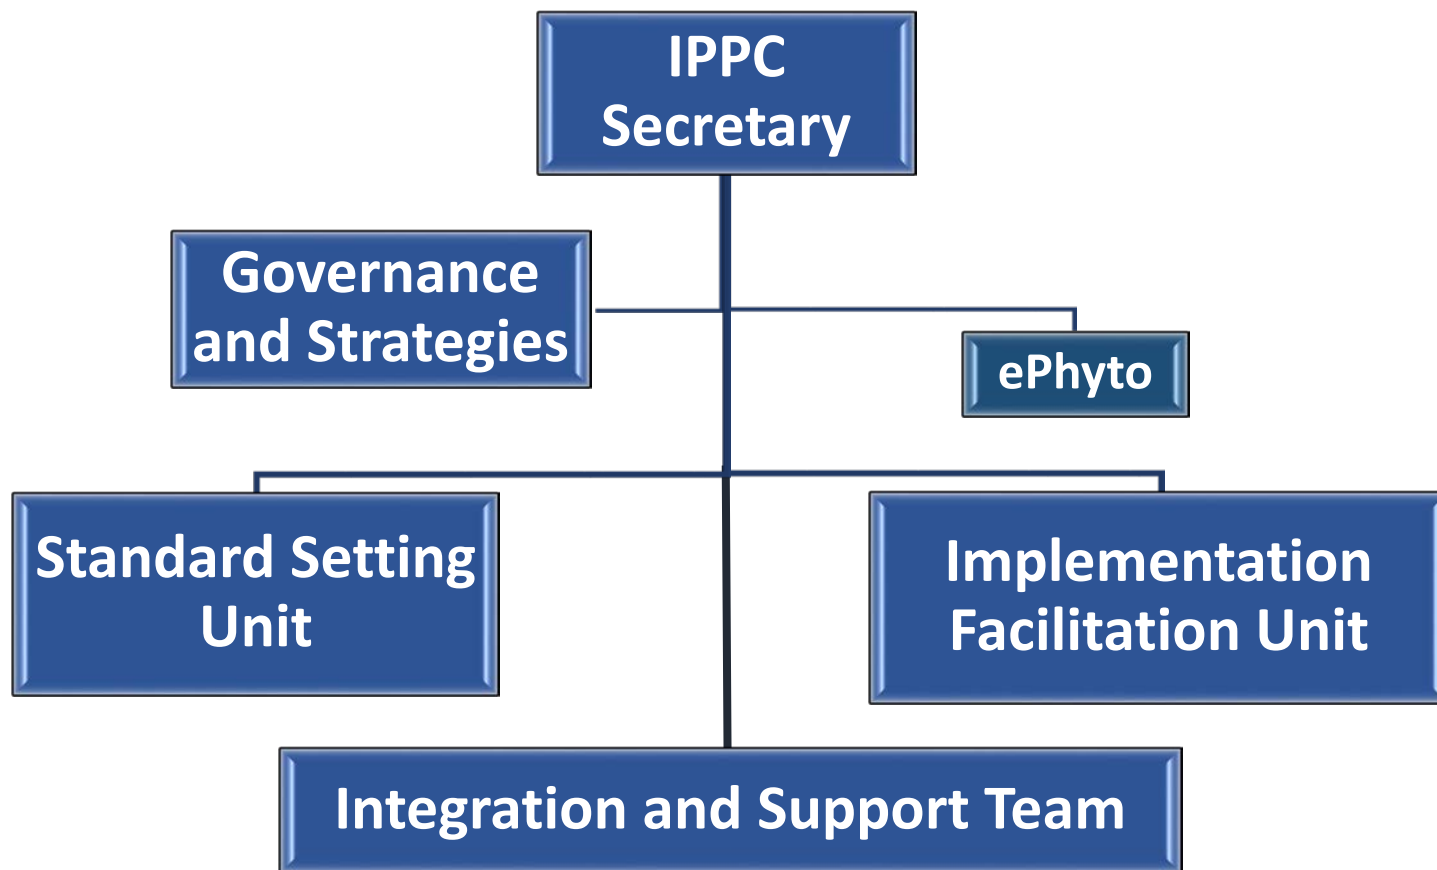 IPPC
Secretary
Governance
and Strategies
ePhyto
Standard Setting
Unit
Implementation
Facilitation Unit
Integration and Support Team